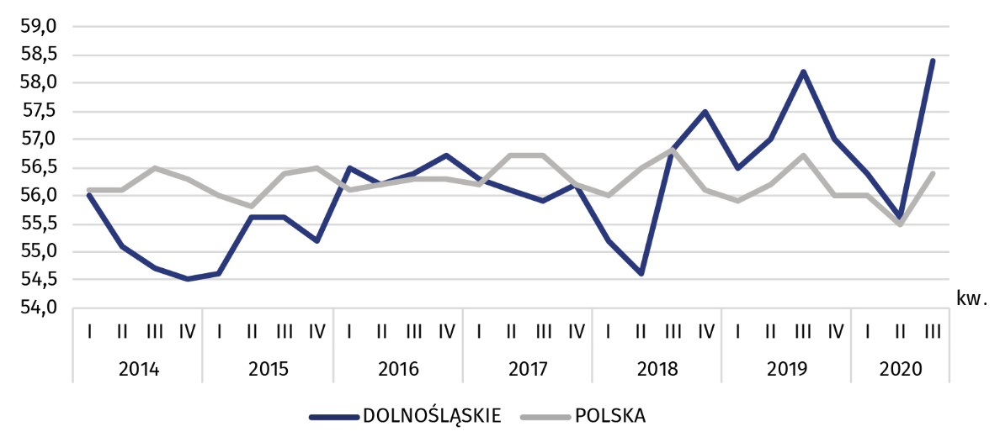 59,0
58,5
58,0
57,5
57,0
56,5
56,0
55,5
55,0
54,5
54,0
kw.
I II III IV I II III IV I II III IV I II III IV I II III IV I II III IV I II III
2014 2015 2016 2017 2018 2019 2020
DOLNOŚLĄSKIE POLSKA